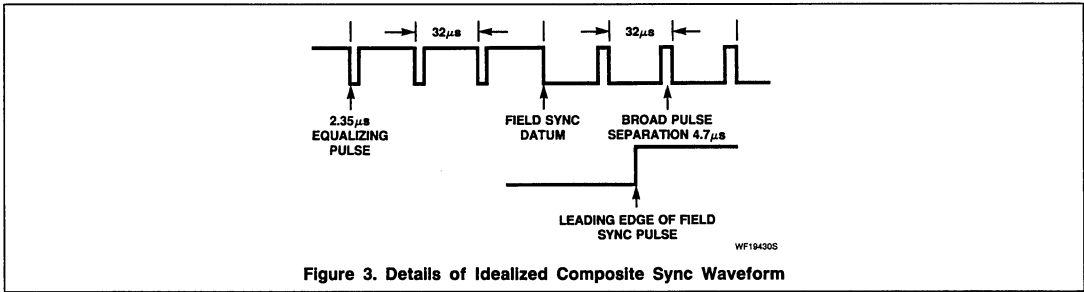 32μs
32μs
2.35μs
EQUALIZING
PULSE
FIELD SYNC
DATUM
BROAD PULSE
SEPARATION 4.7μs
LEADING EDGE OF FIELD
SYNC PULSE
WF19430S
Figure 3. Details of Idealized Composite Sync Waveform